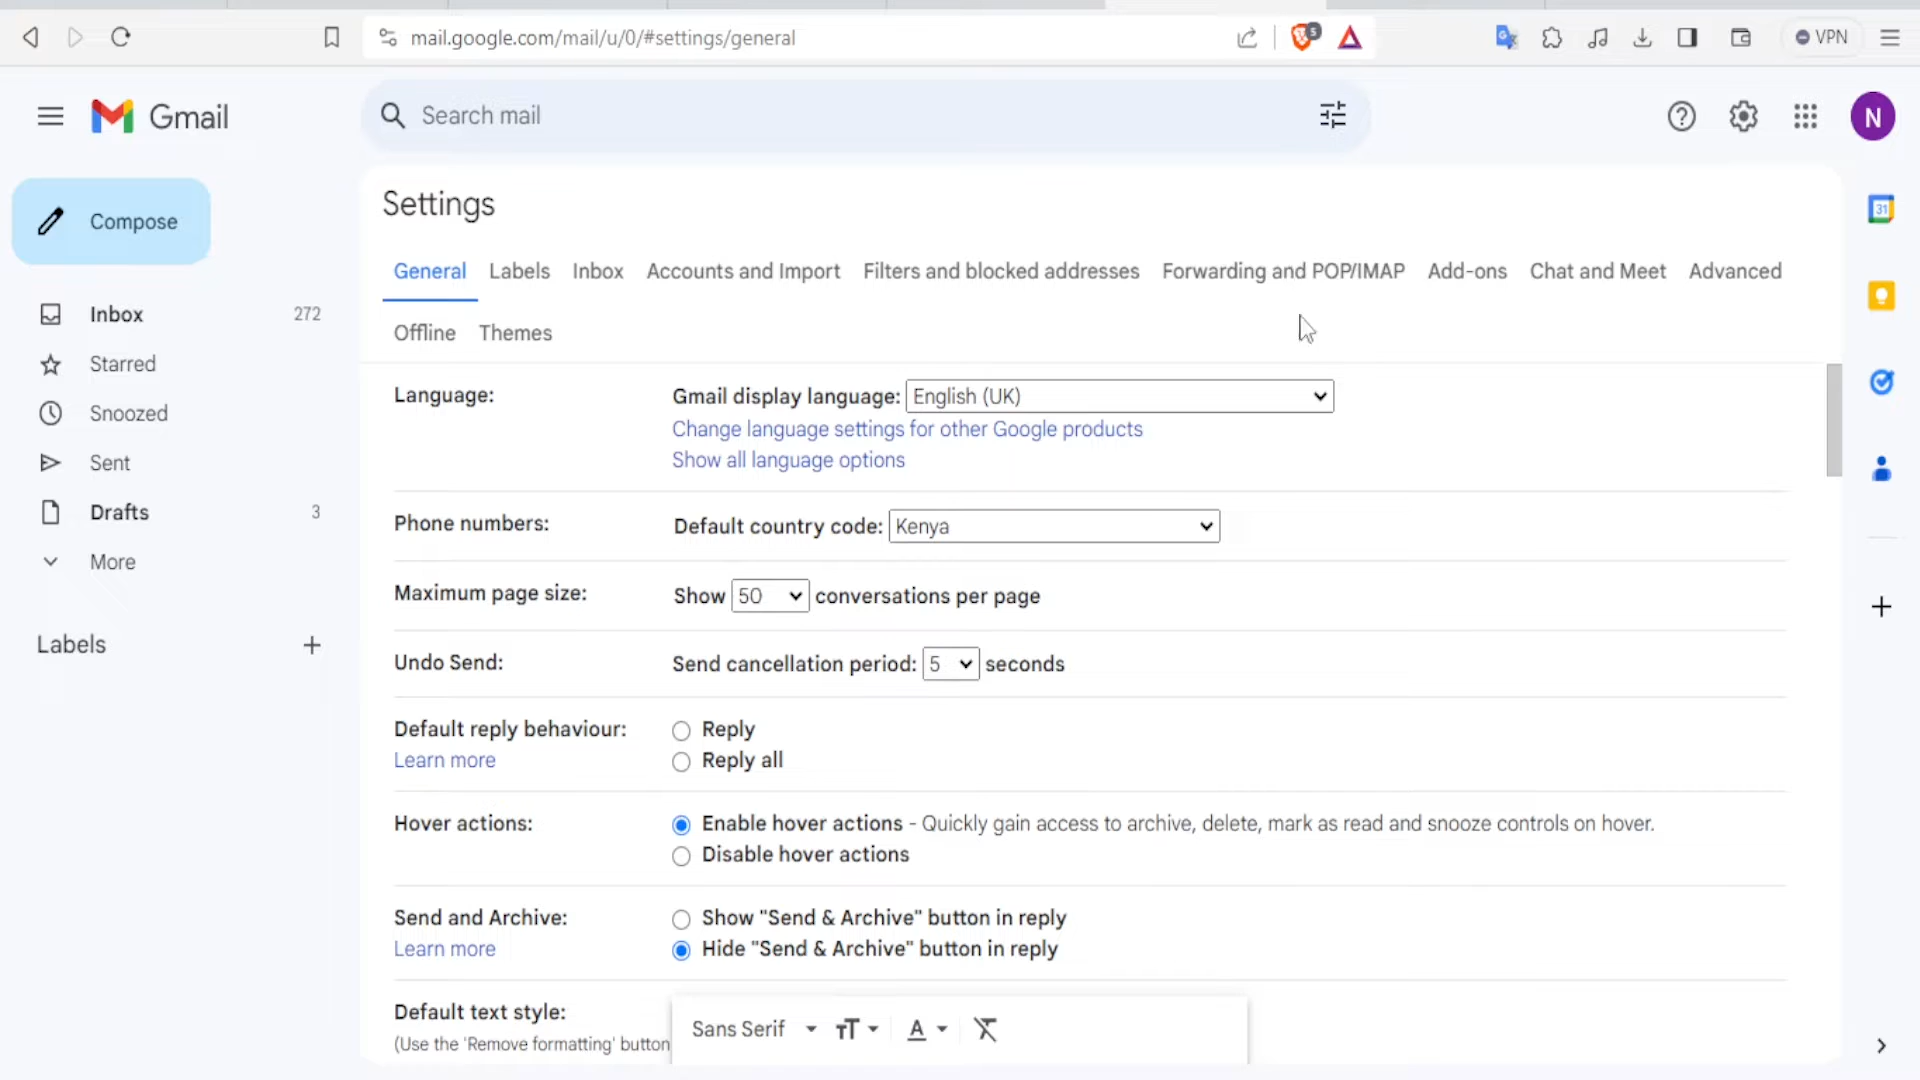 mail.google.com/mail/u/0/#settings/general
5
VPN
Gmail
Search mail
N
Compose
Inbox 272
Starred
Snoozed
Sent
Drafts 3
More
Labels
Settings
General Labels Inbox Accounts and Import Filters and blocked addresses Forwarding and POP/IMAP Add-ons Chat and Meet Advanced
Offline Themes
Language: Gmail display language: English (UK)
Change language settings for other Google products
Show all language options
Phone numbers: Default country code: Kenya
Maximum page size: Show 50 conversations per page
Undo Send: Send cancellation period: 5 seconds
Default reply behaviour: Reply
Learn more Reply all
Hover actions: Enable hover actions - Quickly gain access to archive, delete, mark as read and snooze controls on hover.
Disable hover actions
Send and Archive: Show "Send & Archive" button in reply
Learn more Hide "Send & Archive" button in reply
Default text style: Sans Serif
(Use the 'Remove formatting' button
31